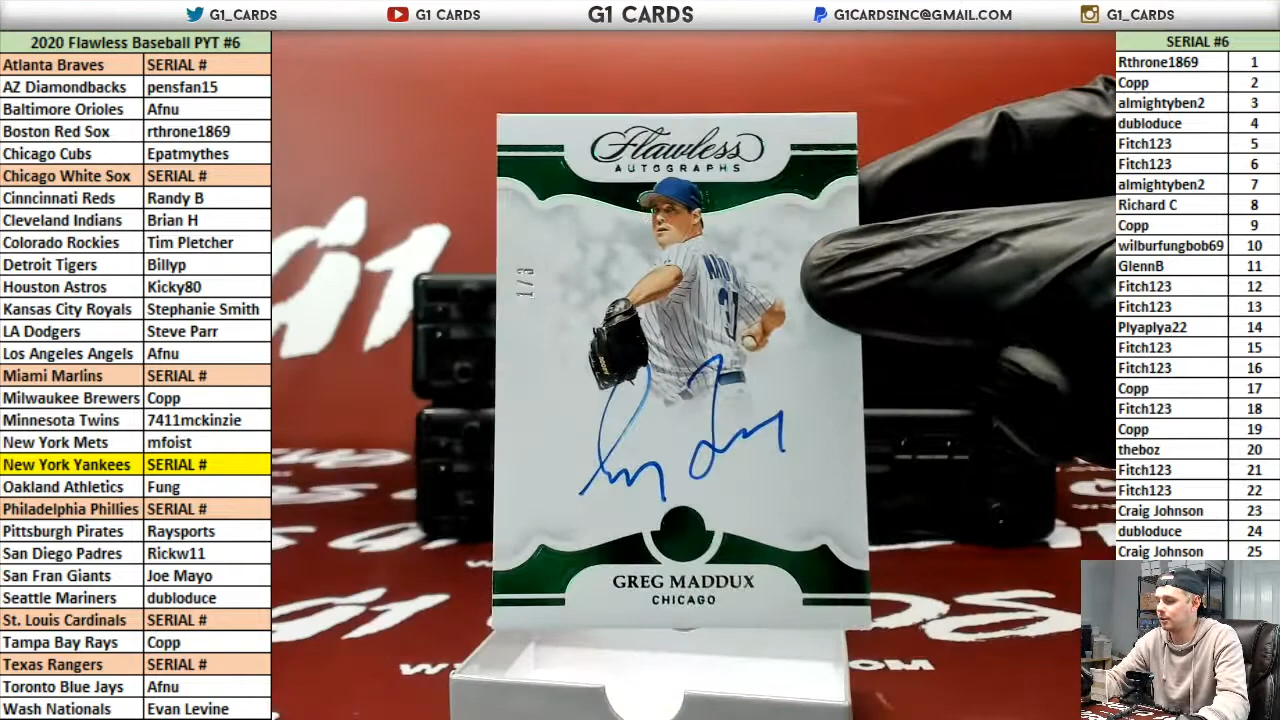 G1_CARDS
G1 CARDS
G1 CARDS
G1CARDSINC@GMAIL.COM
G1_CARDS
2020 Flawless Baseball PYT #6
Atlanta Braves SERIAL #
AZ Diamondbacks pensfan15
Baltimore Orioles Afnu
Boston Red Sox rthrone1869
Chicago Cubs Epatmythes
Chicago White Sox SERIAL #
Cinncinnati Reds Randy B
Cleveland Indians Brian H
Colorado Rockies Tim Pletcher
Detroit Tigers Billyp
Houston Astros Kicky80
Kansas City Royals Stephanie Smith
LA Dodgers Steve Parr
Los Angeles Angels Afnu
Miami Marlins SERIAL #
Milwaukee Brewers Copp
Minnesota Twins 7411mckinzie
New York Mets mfoist
New York Yankees SERIAL #
Oakland Athletics Fung
Philadelphia Phillies SERIAL #
Pittsburgh Pirates Raysports
San Diego Padres Rickw11
San Fran Giants Joe Mayo
Seattle Mariners dubloduce
St. Louis Cardinals SERIAL #
Tampa Bay Rays Copp
Texas Rangers SERIAL #
Toronto Blue Jays Afnu
Wash Nationals Evan Levine
Flawless
AUTOGRAPHS
1/3
31
GREG MADDUX
CHICAGO
SERIAL #6
Rthrone1869 1
Copp 2
almightyben2 3
dubloduce 4
Fitch123 5
Fitch123 6
almightyben2 7
Richard C 8
Copp 9
wilburfungbob69 10
GlennB 11
Fitch123 12
Fitch123 13
Plyaplya22 14
Fitch123 15
Fitch123 16
Copp 17
Fitch123 18
Copp 19
theboz 20
Fitch123 21
Fitch123 22
Craig Johnson 23
dubloduce 24
Craig Johnson 25